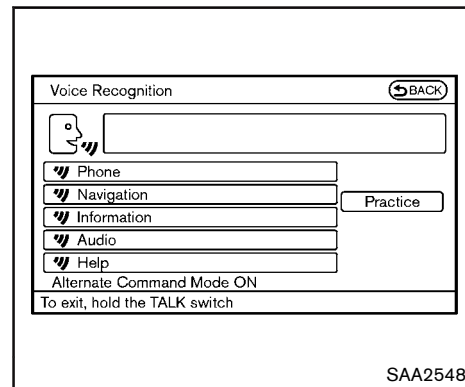 Voice Recognition
BACK
Phone
Navigation
Practice
Information
Audio
Help
Alternate Command Mode ON
To exit, hold the TALK switch
SAA2548